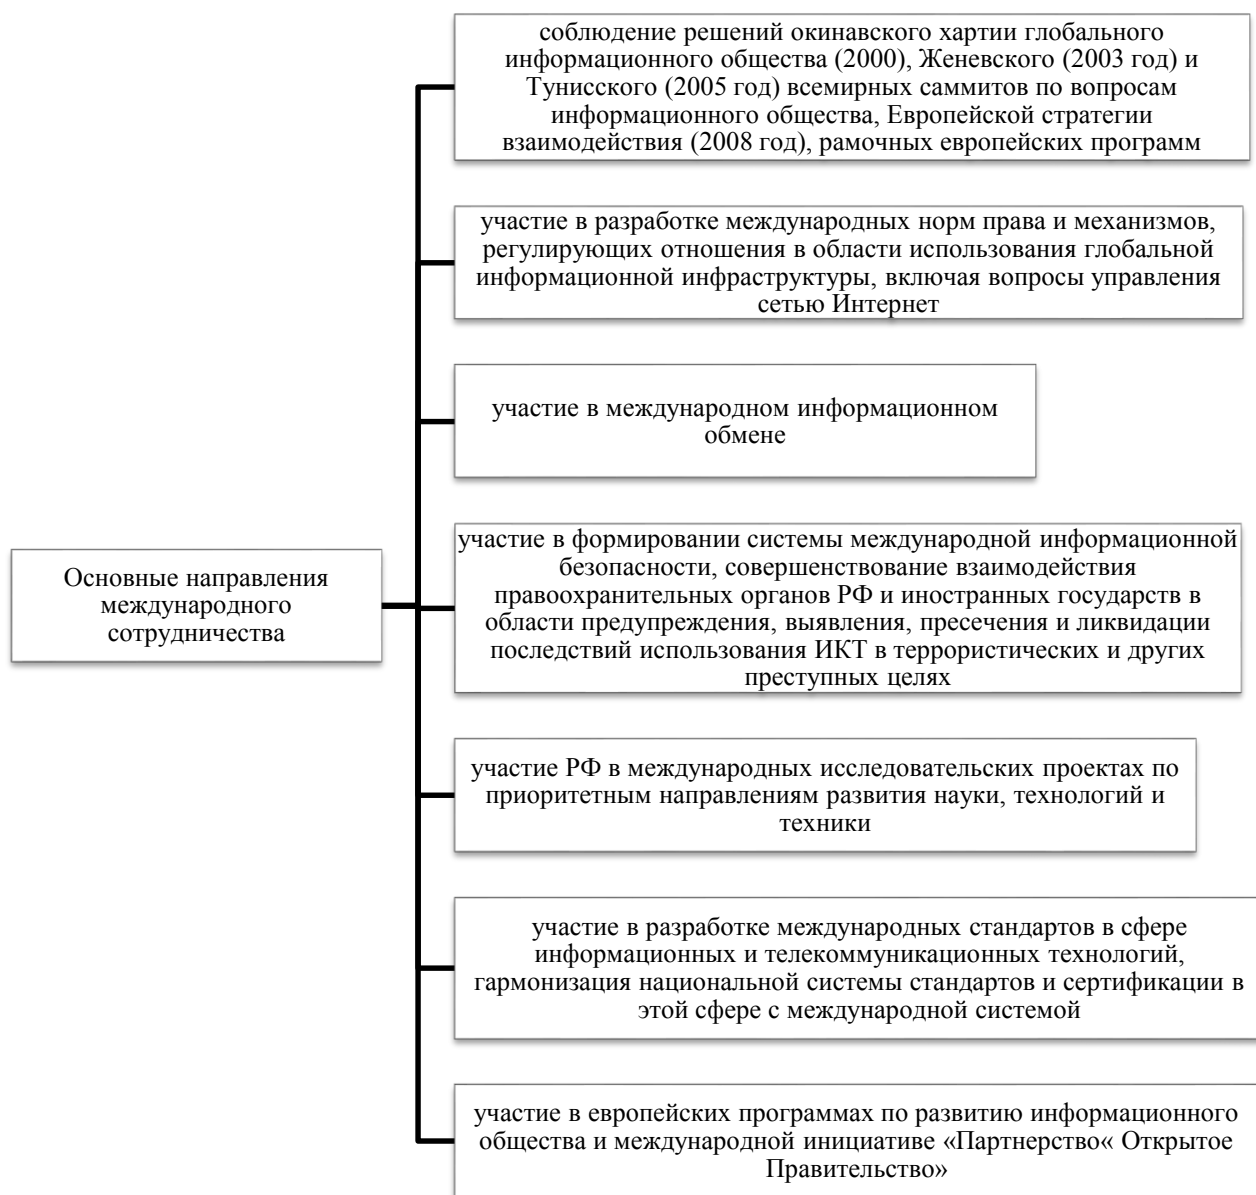 соблюдение решений окинавского хартии глобального
информационного общества (2000), Женевского (2003 год) и
Тунисского (2005 год) всемирных саммитов по вопросам
информационного общества, Европейской стратегии
взаимодействия (2008 год), рамочных европейских программ
участие в разработке международных норм права и механизмов,
регулирующих отношения в области использования глобальной
информационной инфраструктуры, включая вопросы управления
сетью Интернет
участие в международном информационном
обмене
Основные направления
международного
сотрудничества
участие в формировании системы международной информационной
безопасности, совершенствование взаимодействия
правоохранительных органов РФ и иностранных государств в
области предупреждения, выявления, пресечения и ликвидации
последствий использования ИКТ в террористических и других
преступных целях
участие РФ в международных исследовательских проектах по
приоритетным направлениям развития науки, технологий и
техники
участие в разработке международных стандартов в сфере
информационных и телекоммуникационных технологий,
гармонизация национальной системы стандартов и сертификации в
этой сфере с международной системой
участие в европейских программах по развитию информационного
общества и международной инициативе «Партнерство« Открытое
Правительство»